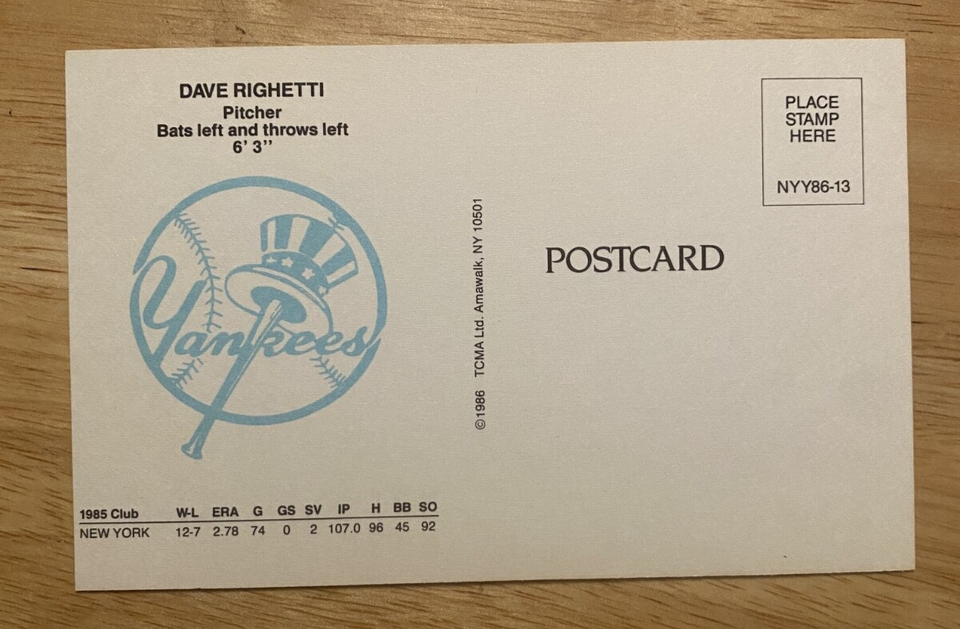 DAVE RIGHETTI
Pitcher
Bats left and throws left
6' 3''
Yankees
1985 Club W-L ERA G GS SV IP H BB SO
NEW YORK 12-7 2.78 74 0 2 107.0 96 45 92
©1986 TCMA Ltd. Amawalk, NY 10501
POSTCARD
PLACE
STAMP
HERE
NYY86-13